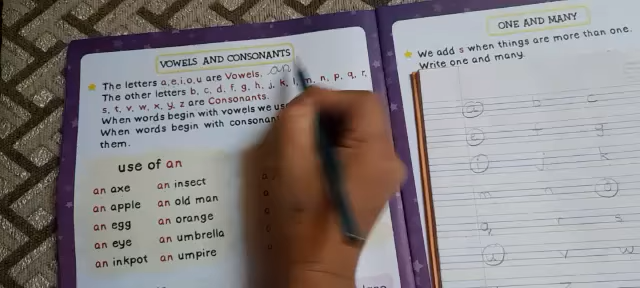 VOWELS AND CONSONANTS
The letters a,e,i,o,u are Vowels. an
The other letters b, c, d, f, g, h, j, k, l, m, n, p, q, r,
s, t, v, w, x, y, z are Consonants.
When words begin with vowels we use
When words begin with
them.
use of an
an axe an insect
an apple an old man
an egg an orange
an eye an umbrella
an inkpot an umpire
ONE AND MANY
We add s when things are more than one.
Write one and many.
a b c
e f g
i j k
m n o
q r s
u v w